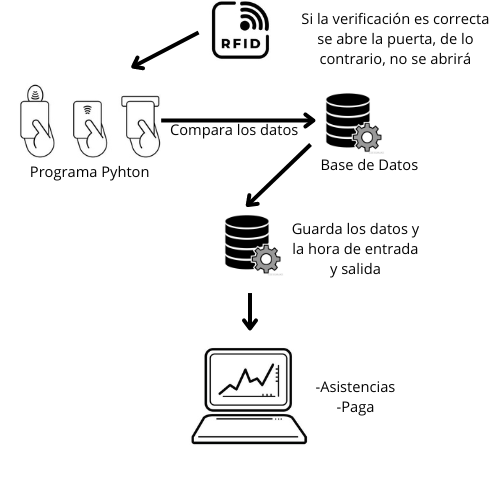 RFID
Si la verificación es correcta
se abre la puerta, de lo
contrario, no se abrirá
Compara los datos
Programa Pyhton
Base de Datos
Guarda los datos y
la hora de entrada
y salida
-Asistencias
-Paga